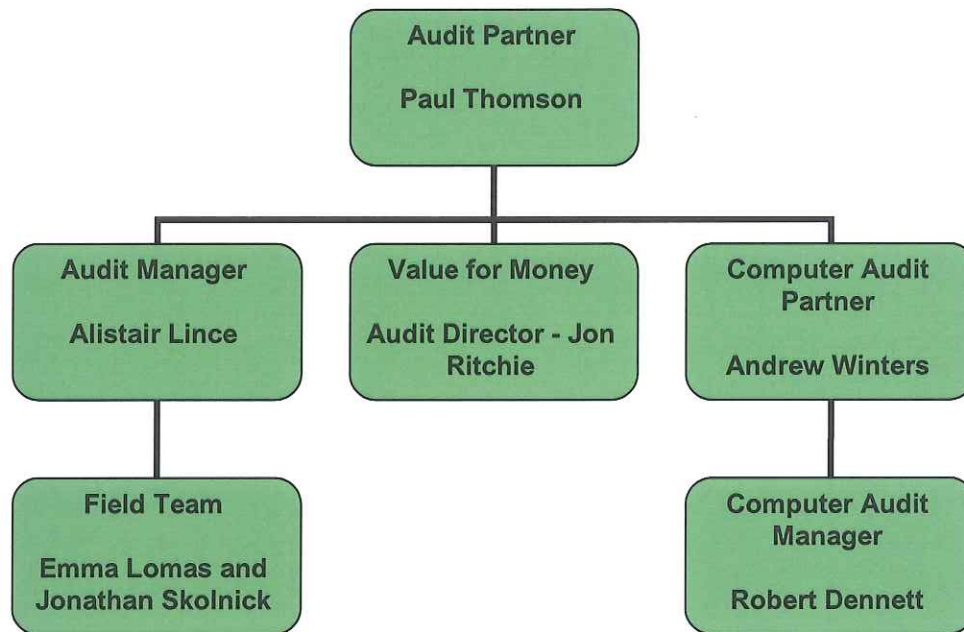 Audit Partner
Paul Thomson
Audit Manager
Alistair Lince
Value for Money
Audit Director - Jon
Ritchie
Computer Audit
Partner
Andrew Winters
Field Team
Emma Lomas and
Jonathan Skolnick
Computer Audit
Manager
Robert Dennett